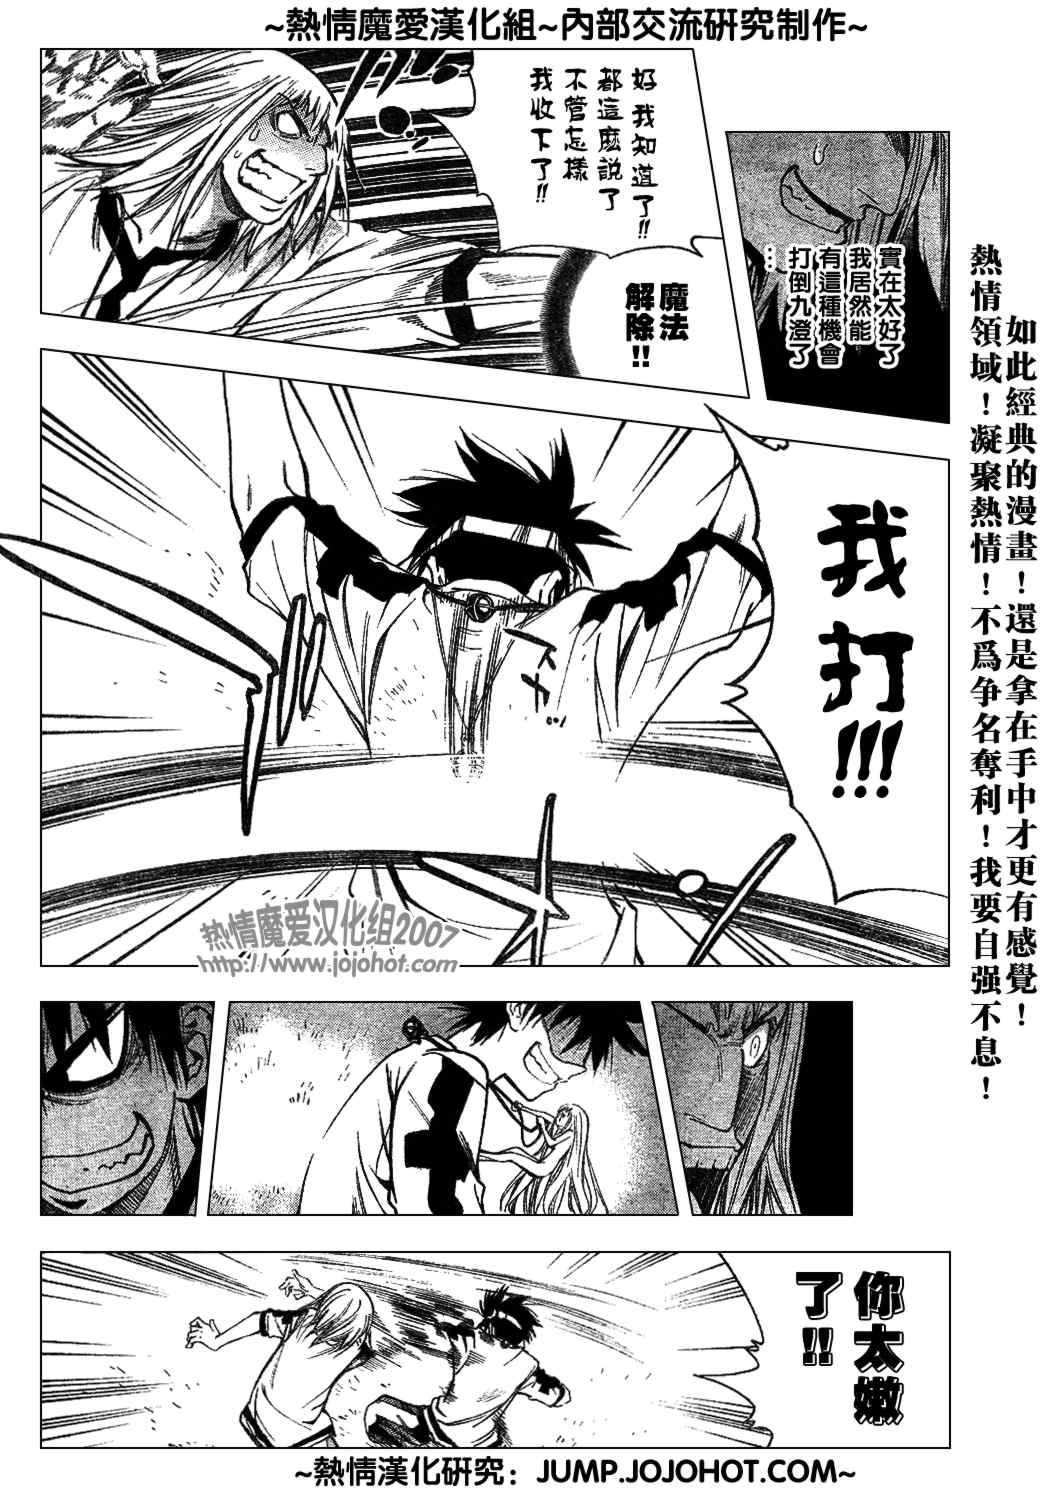 ~熱情魔愛漢化組~內部交流研究制作~
實在太好了
我居然能
有這種機會
打倒九澄了
…
好我知道了!!
都這麼說了
不管怎樣
我收下了!!
魔法
解除!!
我打!!!
ドメキ
熱情魔爱汉化组2007
http://www.jojohot.com
你太嫩
了!!
如此經典的漫畫！還是拿在手中才更有感覺！
熱情領域！凝聚熱情！不爲争名奪利！我要自强不息！
~熱情漢化研究：JUMP.JOJOHOT.COM~